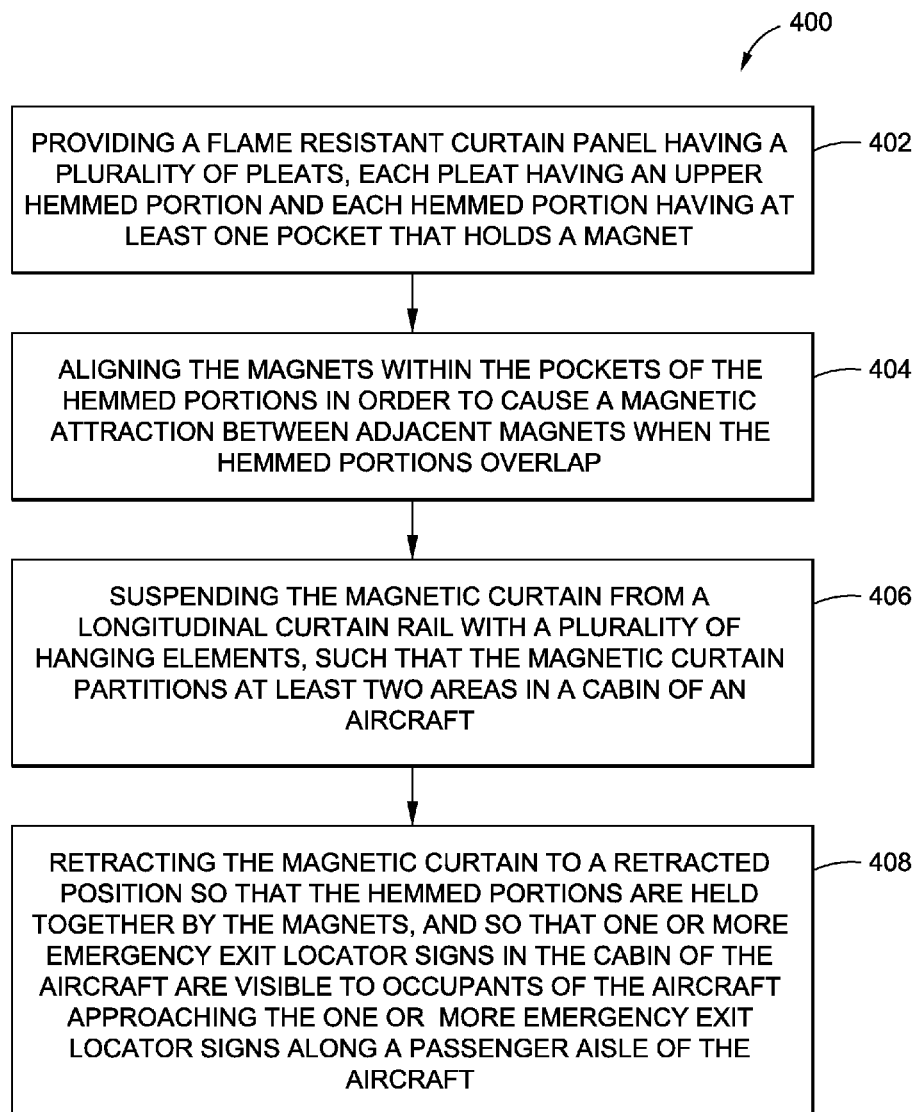 400
PROVIDING A FLAME RESISTANT CURTAIN PANEL HAVING A
PLURALITY OF PLEATS, EACH PLEAT HAVING AN UPPER
HEMMED PORTION AND EACH HEMMED PORTION HAVING AT
LEAST ONE POCKET THAT HOLDS A MAGNET
402
ALIGNING THE MAGNETS WITHIN THE POCKETS OF THE
HEMMED PORTIONS IN ORDER TO CAUSE A MAGNETIC
ATTRACTION BETWEEN ADJACENT MAGNETS WHEN THE
HEMMED PORTIONS OVERLAP
404
SUSPENDING THE MAGNETIC CURTAIN FROM A
LONGITUDINAL CURTAIN RAIL WITH A PLURALITY OF
HANGING ELEMENTS, SUCH THAT THE MAGNETIC CURTAIN
PARTITIONS AT LEAST TWO AREAS IN A CABIN OF AN
AIRCRAFT
406
RETRACTING THE MAGNETIC CURTAIN TO A RETRACTED
POSITION SO THAT THE HEMMED PORTIONS ARE HELD
TOGETHER BY THE MAGNETS, AND SO THAT ONE OR MORE
EMERGENCY EXIT LOCATOR SIGNS IN THE CABIN OF THE
AIRCRAFT ARE VISIBLE TO OCCUPANTS OF THE AIRCRAFT
APPROACHING THE ONE OR MORE EMERGENCY EXIT
LOCATOR SIGNS ALONG A PASSENGER AISLE OF THE
AIRCRAFT
408